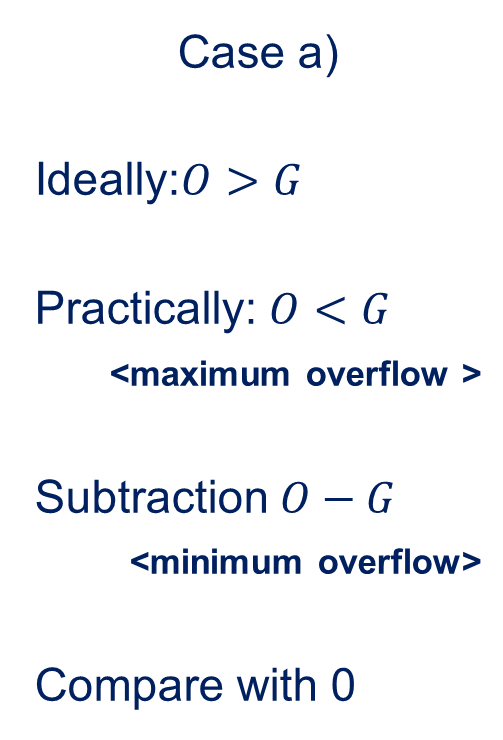 Case a)
Ideally:O > G
Practically: O < G
<maximum overflow >
Subtraction O − G
<minimum overflow>
Compare with 0